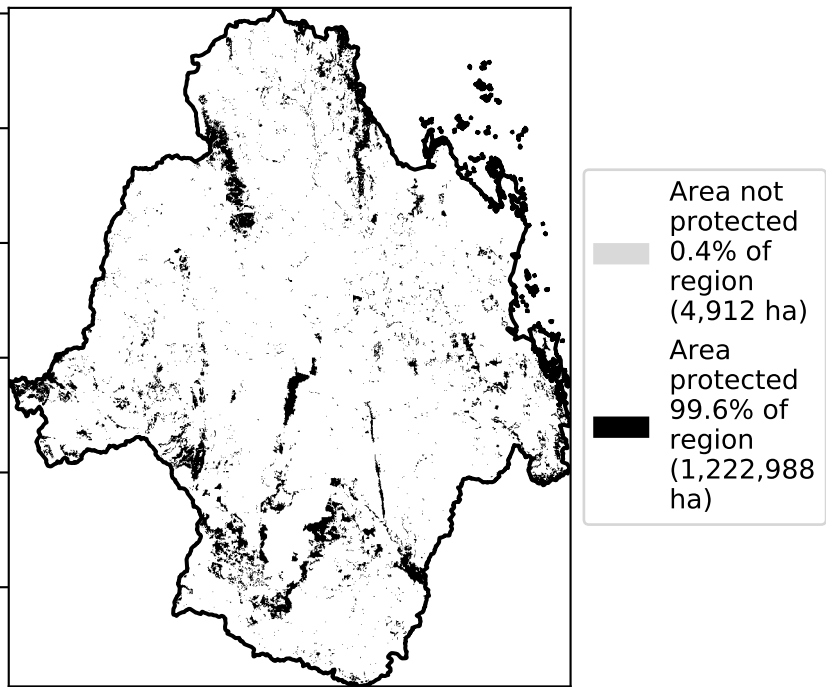 Area not
protected
0.4% of
region
(4,912 ha)
Area
protected
99.6% of
region
(1,222,988
ha)